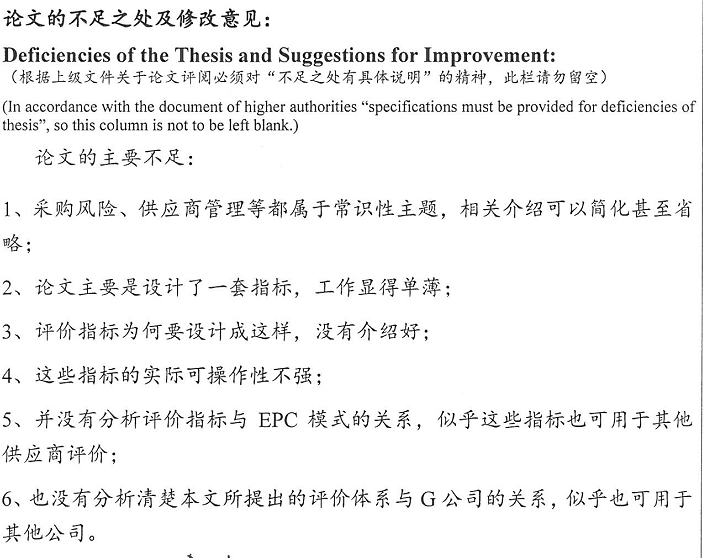 论文的不足之处及修改意见：
Deficiencies of the Thesis and Suggestions for Improvement:
（根据上级文件关于论文评阅必须对“不足之处有具体说明”的精神，此栏请勿留空）
(In accordance with the document of higher authorities “specifications must be provided for deficiencies of
thesis”, so this column is not to be left blank.)
论文的主要不足：
1、采购风险、供应商管理等都属于常识性主题，相关介绍可以简化甚至省
略；
2、论文主要是设计了一套指标，工作显得单薄；
3、评价指标为何要设计成这样，没有介绍好；
4、这些指标的实际可操作性不强；
5、并没有分析评价指标与 EPC 模式的关系，似乎这些指标也可用于其他
供应商评价；
6、也没有分析清楚本文所提出的评价体系与 G 公司的关系，似乎也可用于
其他公司。